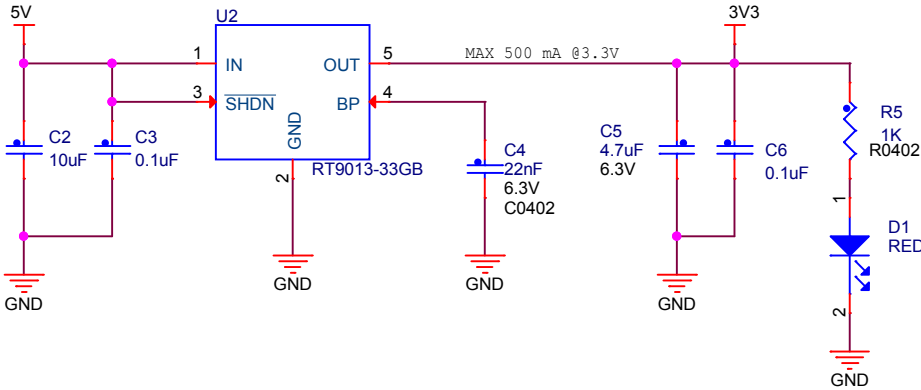 5V
U2
3V3
1
IN
OUT
5
MAX 500 mA @3.3V
3
SHDN
BP
4
GND
RT9013-33GB
2
C2
10uF
C3
0.1uF
C4
22nF
6.3V
C0402
C5
4.7uF
6.3V
C6
0.1uF
R5
1K
R0402
1
D1
RED
2
GND
GND
GND
GND
GND